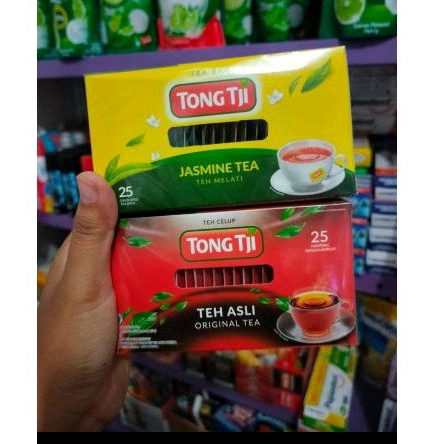 TEA BAG
TONG TJI
JASMINE TEA
TEH MELATI
25
TEH CELUP
TONG TJI
25
TEH ASLI
ORIGINAL TEA